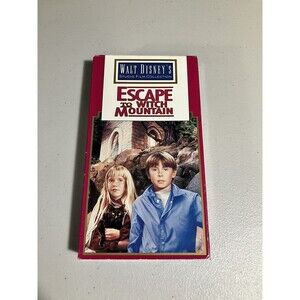 WALT DISNEY'S
STUDIO FILM COLLECTION
ESCAPE
TO WITCH
MOUNTAIN